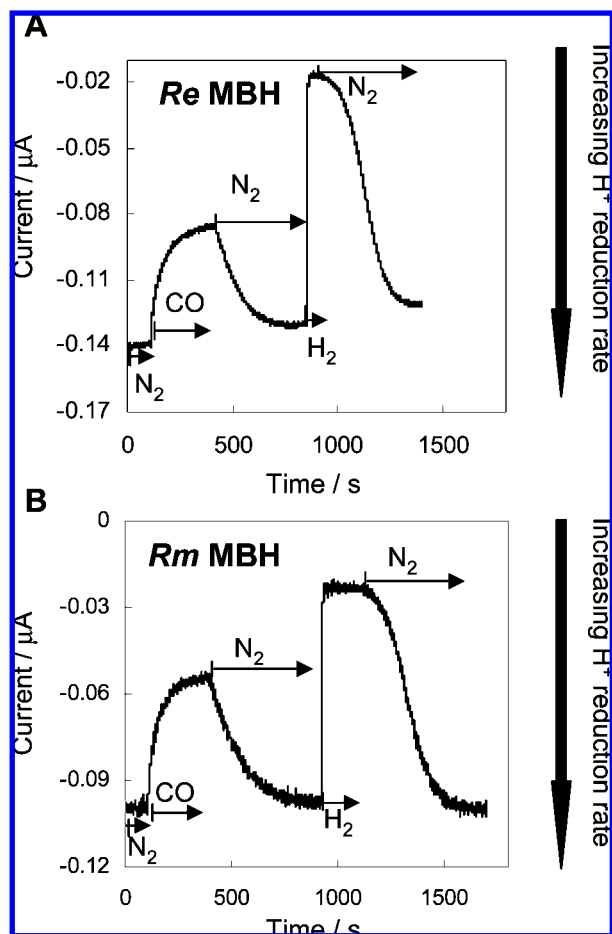 A
Re MBH
Current / μA
-0.02
-0.05
-0.08
-0.11
-0.14
-0.17
N2
CO
N2
H2
N2
0
500
1000
1500
Time / s
Increasing H+ reduction rate
B
Rm MBH
Current / μA
0
-0.03
-0.06
-0.09
-0.12
N2
CO
N2
H2
N2
0
500
1000
1500
Time / s
Increasing H+ reduction rate